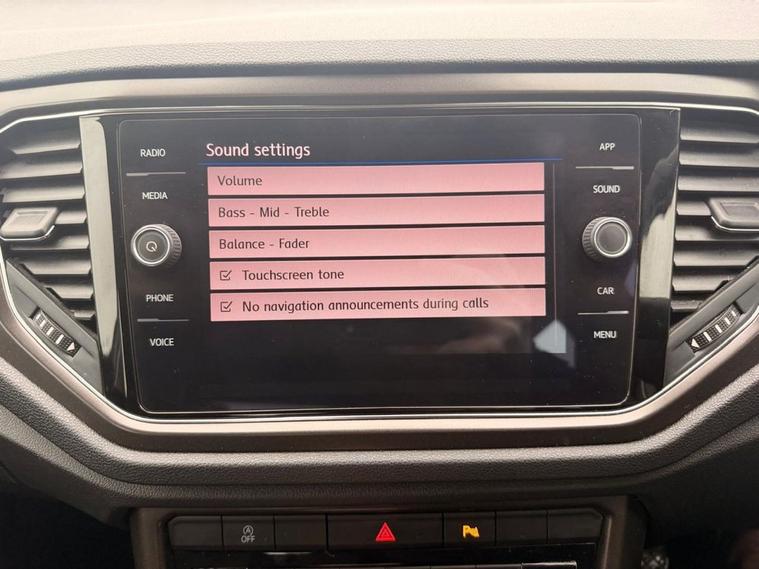 RADIO
MEDIA
PHONE
VOICE
Sound settings
Volume
Bass - Mid - Treble
Balance - Fader
Touchscreen tone
No navigation announcements during calls
APP
SOUND
CAR
MENU
A
OFF
P